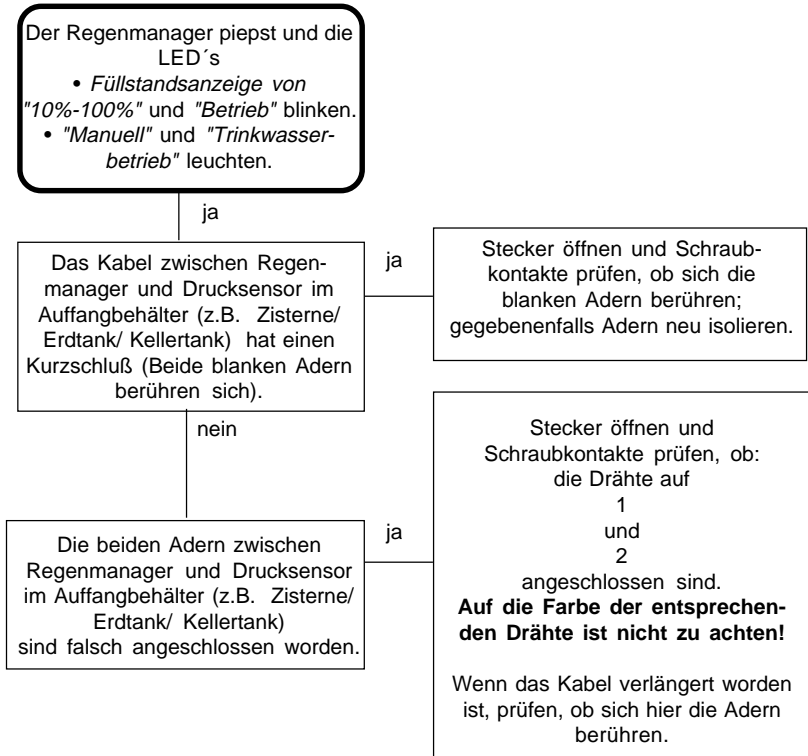 Der Regenmanager piepst und die
LED´s
• Füllstandsanzeige von
"10%-100%" und "Betrieb" blinken.
• "Manuell" und "Trinkwasser-
betrieb" leuchten.
ja
Das Kabel zwischen Regen-
manager und Drucksensor im
Auffangbehälter (z.B. Zisterne/
Erdtank/ Kellertank) hat einen
Kurzschluß (Beide blanken Adern
berühren sich).
ja
Stecker öffnen und Schraub-
kontakte prüfen, ob sich die
blanken Adern berühren;
gegebenenfalls Adern neu isolieren.
nein
Die beiden Adern zwischen
Regenmanager und Drucksensor
im Auffangbehälter (z.B. Zisterne/
Erdtank/ Kellertank)
sind falsch angeschlossen worden.
ja
Stecker öffnen und
Schraubkontakte prüfen, ob:
die Drähte auf
1
und
2
angeschlossen sind.
Auf die Farbe der entsprechen-
den Drähte ist nicht zu achten!
Wenn das Kabel verlängert worden
ist, prüfen, ob sich hier die Adern
berühren.